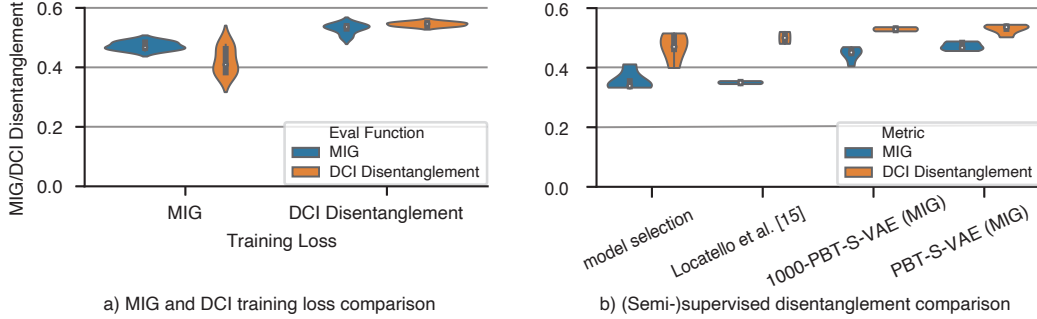 MIG/DCI Disentanglement
0.6
0.4
0.2
0.0
Eval Function
MIG
DCI Disentanglement
MIG
DCI Disentanglement
Training Loss
a) MIG and DCI training loss comparison
0.6
0.4
0.2
0.0
Metric
MIG
DCI Disentanglement
model selection
Locatello et al. [15]
1000-PBT-S-VAE (MIG)
PBT-S-VAE (MIG)
b) (Semi-)supervised disentanglement comparison